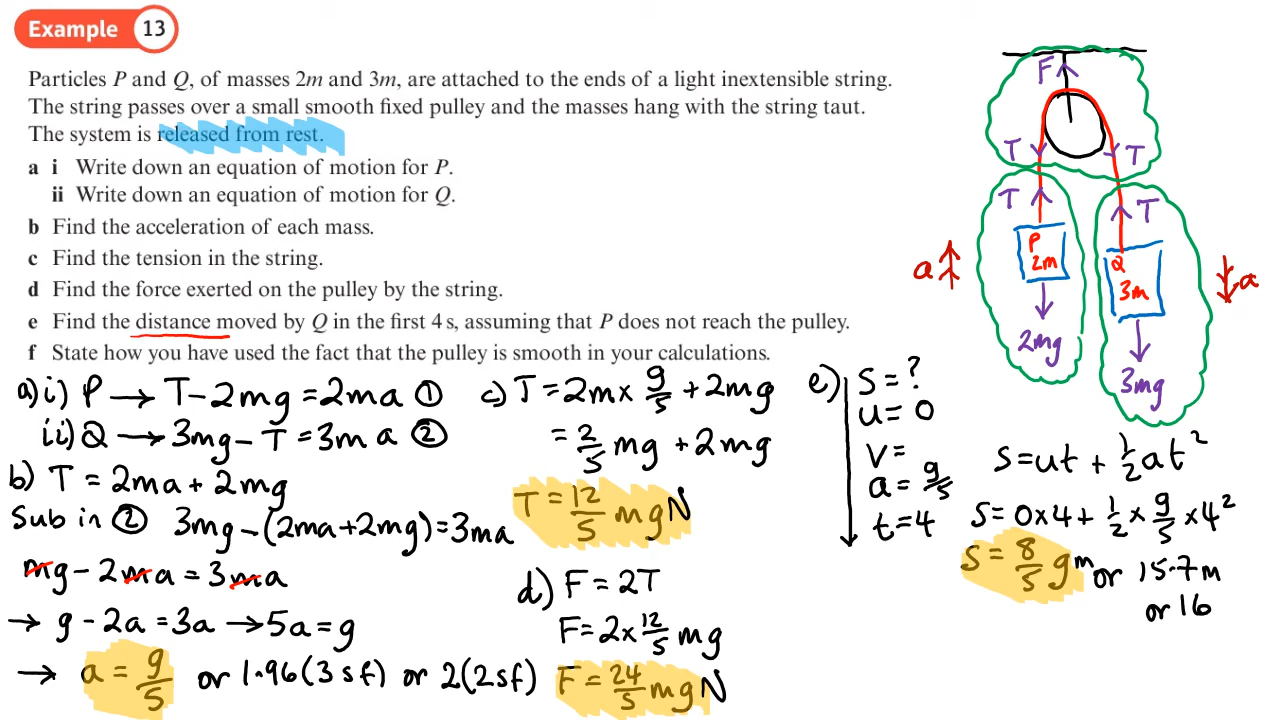 Example 13
Particles P and Q, of masses 2m and 3m, are attached to the ends of a light inextensible string.
The string passes over a small smooth fixed pulley and the masses hang with the string taut.
The system is released from rest.
a i Write down an equation of motion for P.
ii Write down an equation of motion for Q.
b Find the acceleration of each mass.
c Find the tension in the string.
d Find the force exerted on the pulley by the string.
e Find the distance moved by Q in the first 4 s, assuming that P does not reach the pulley.
f State how you have used the fact that the pulley is smooth in your calculations.
a) i) P → T - 2mg = 2ma ①
ii) Q → 3mg - T = 3ma ②
b) T = 2ma + 2mg
Sub in ② 3mg - (2ma + 2mg) = 3ma
mg - 2ma = 3ma
→ g - 2a = 3a → 5a = g
→ a = g/5 or 1.96 (3 sf) or 2 (2 sf)
c) T = 2m × g/5 + 2mg
= 2/5 mg + 2mg
T = 12/5 mg N
d) F = 2T
F = 2 × 12/5 mg
F = 24/5 mg N
e) S = ?
u = 0
v =
a = g/5
t = 4
S = ut + 1/2 at²
S = 0 × 4 + 1/2 × g/5 × 4²
S = 8/5 g m or 15.7m
or 16
F
T T
T T
P
2m
Q
3m
a a
2mg
3mg